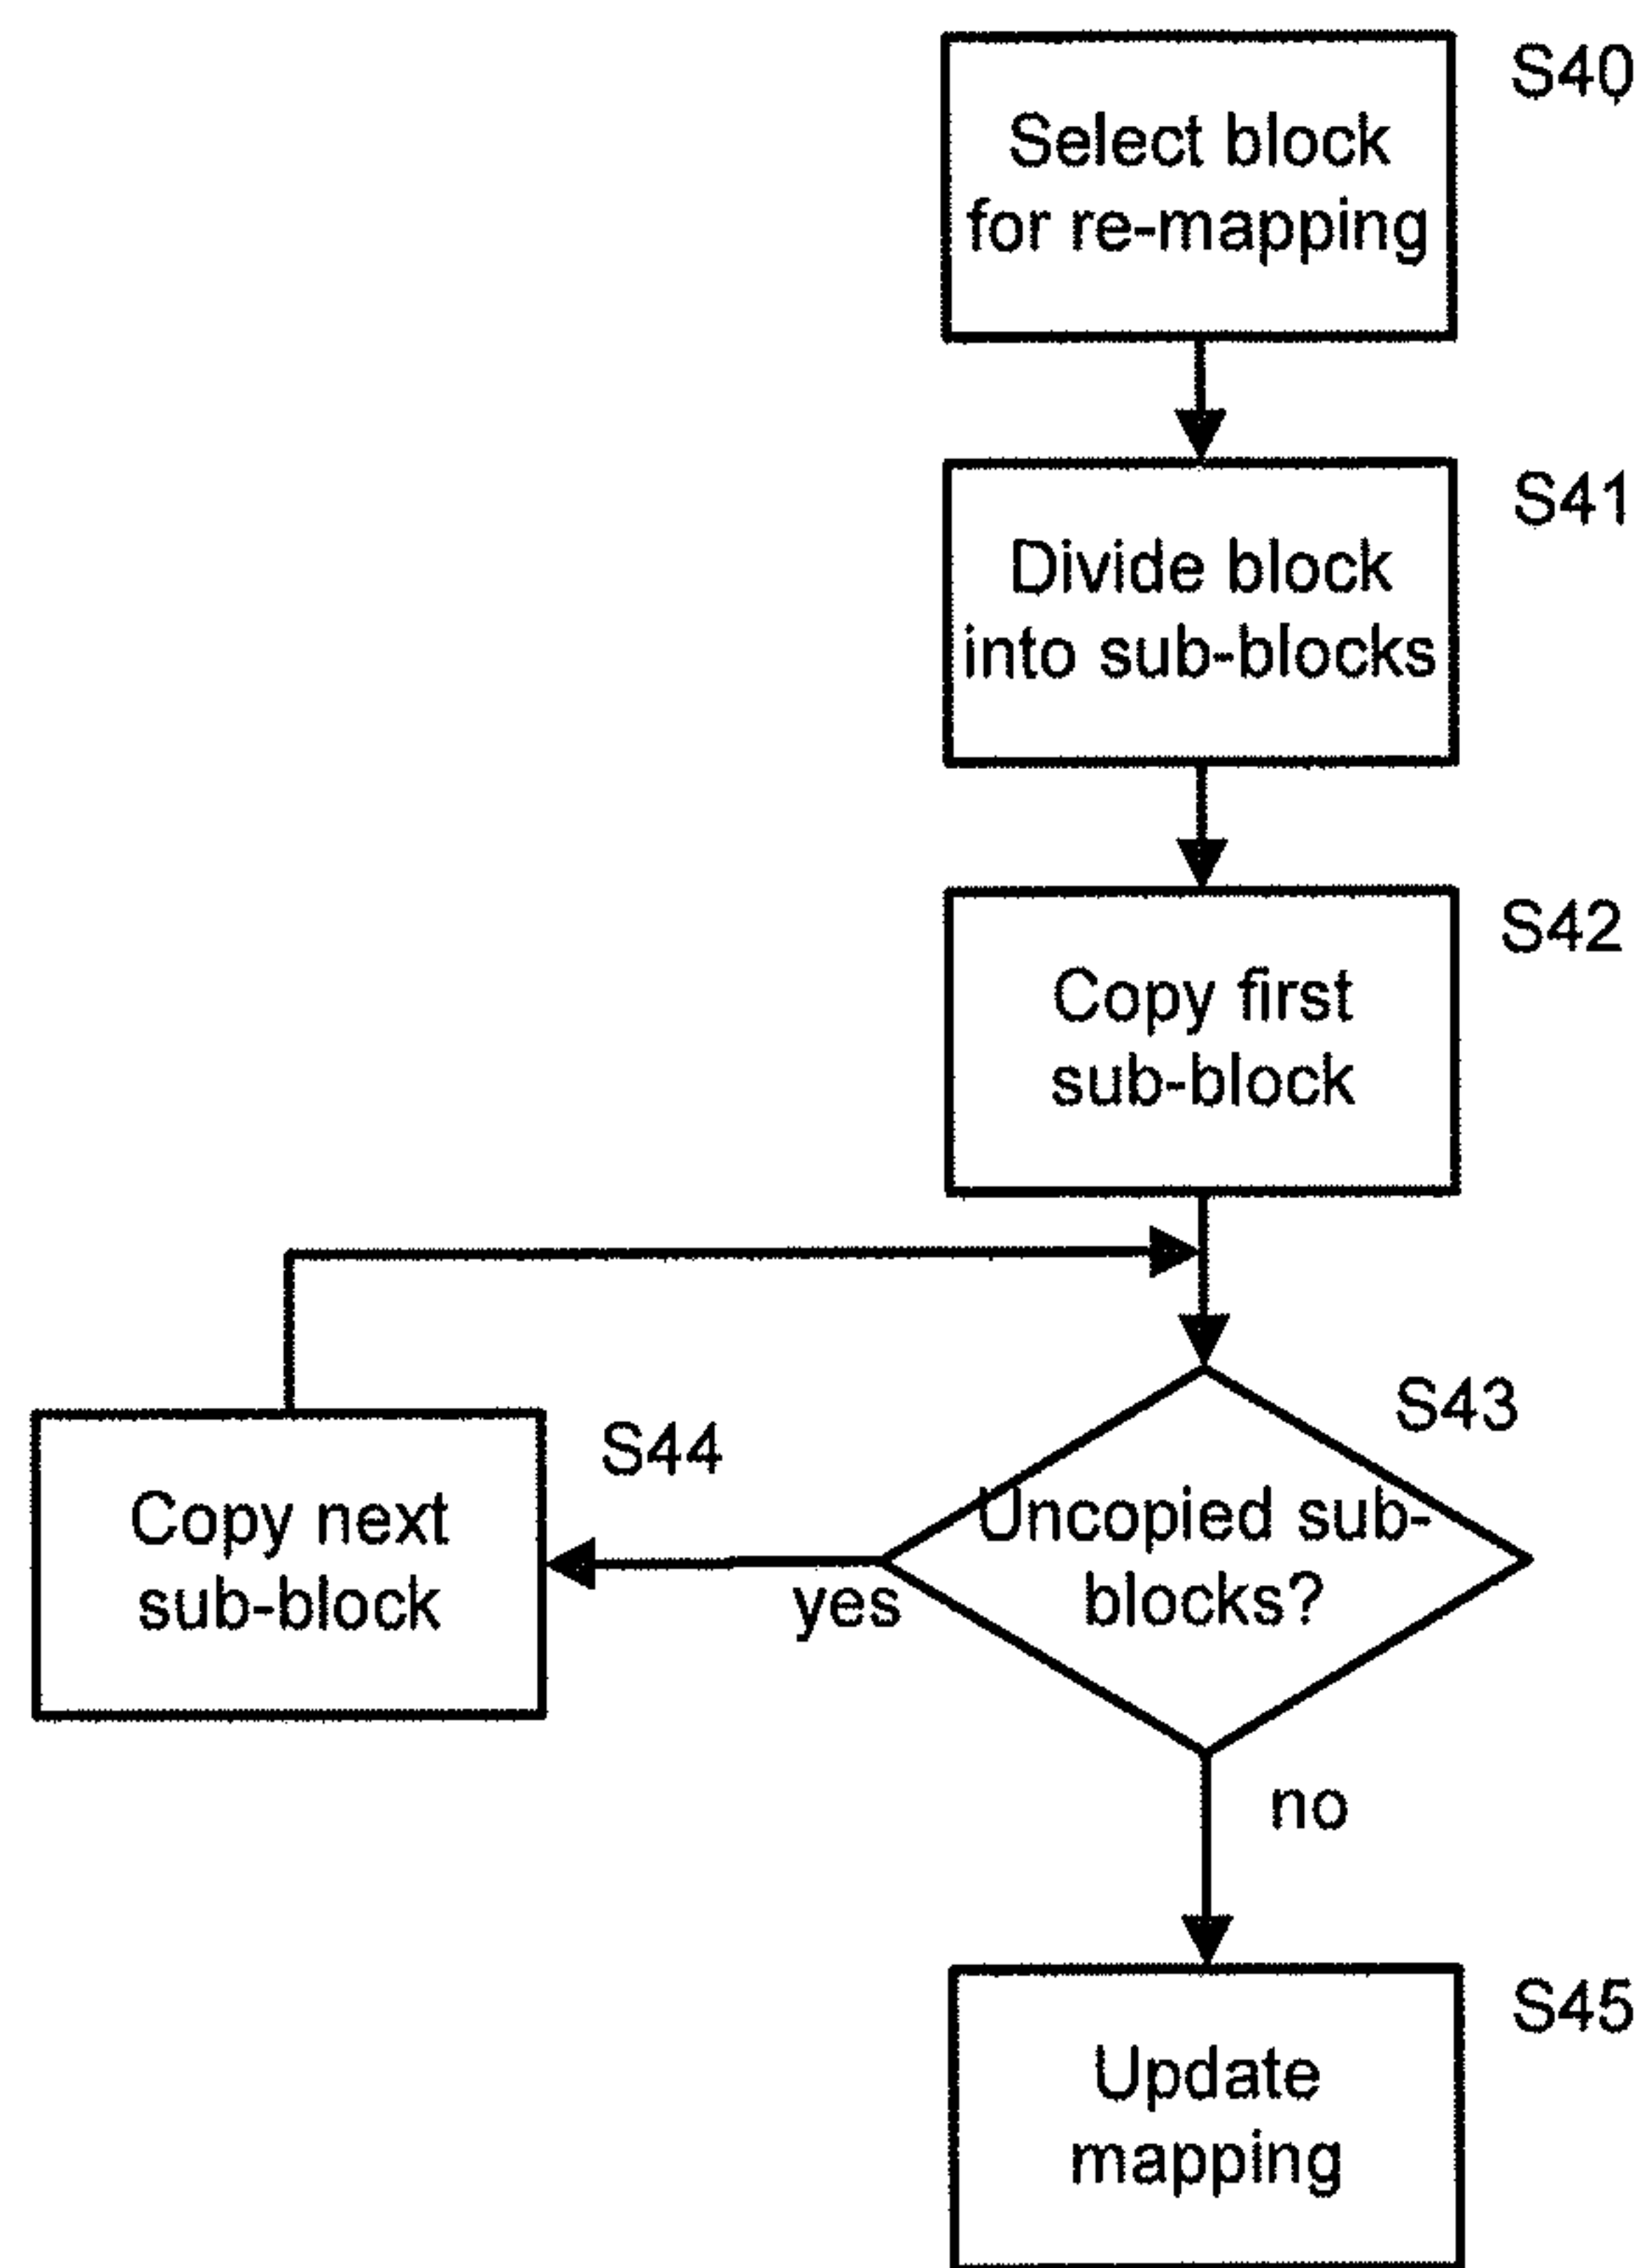 S40
Select block
for re-mapping
S41
Divide block
into sub-blocks
S42
Copy first
sub-block
S43
Uncopied sub-
blocks?
S44
Copy next
sub-block
yes
no
S45
Update
mapping